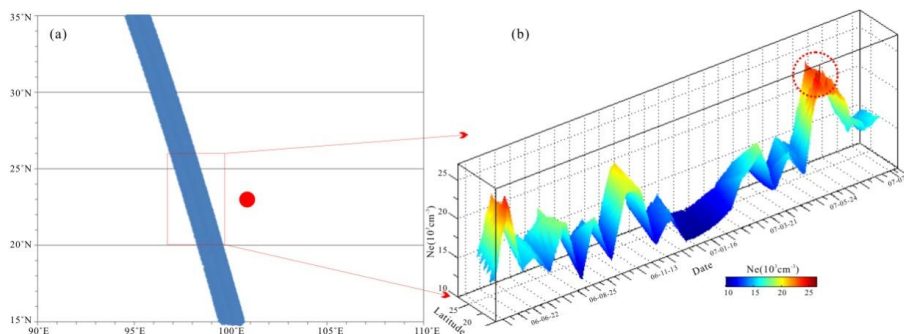 (a)
35˚N
30˚N
25˚N
20˚N
15˚N
90˚E
95˚E
100˚E
105˚E
110˚E
(b)
Ne(10³cm⁻³)
25
20
15
10
Latitude
25
20
06-06-22
06-08-25
06-11-13
07-01-16
07-03-21
07-05-24
Date
Ne(10³cm⁻³)
10
20
25